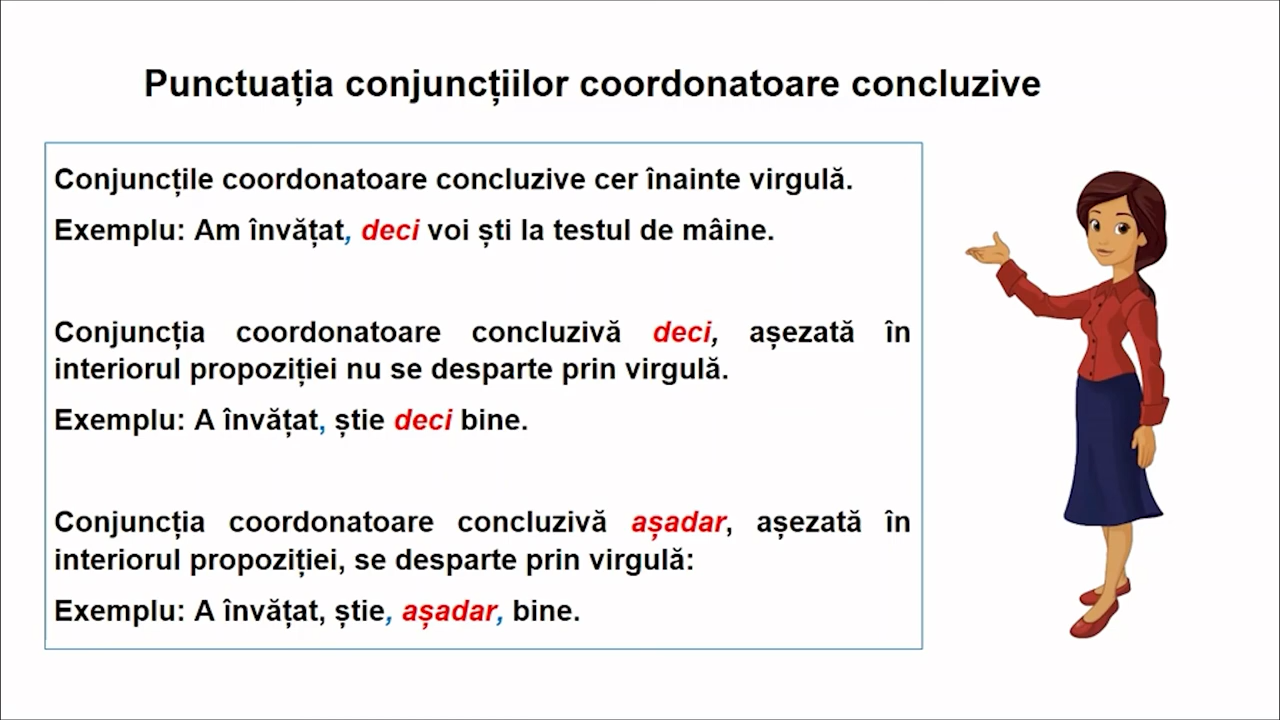 Punctuația conjuncțiilor coordonatoare concluzive
Conjuncțile coordonatoare concluzive cer înainte virgulă.
Exemplu: Am învățat, deci voi ști la testul de mâine.
Conjuncția coordonatoare concluzivă deci, așezată în
interiorul propoziției nu se desparte prin virgulă.
Exemplu: A învățat, știe deci bine.
Conjuncția coordonatoare concluzivă așadar, așezată în
interiorul propoziției, se desparte prin virgulă:
Exemplu: A învățat, știe, așadar, bine.